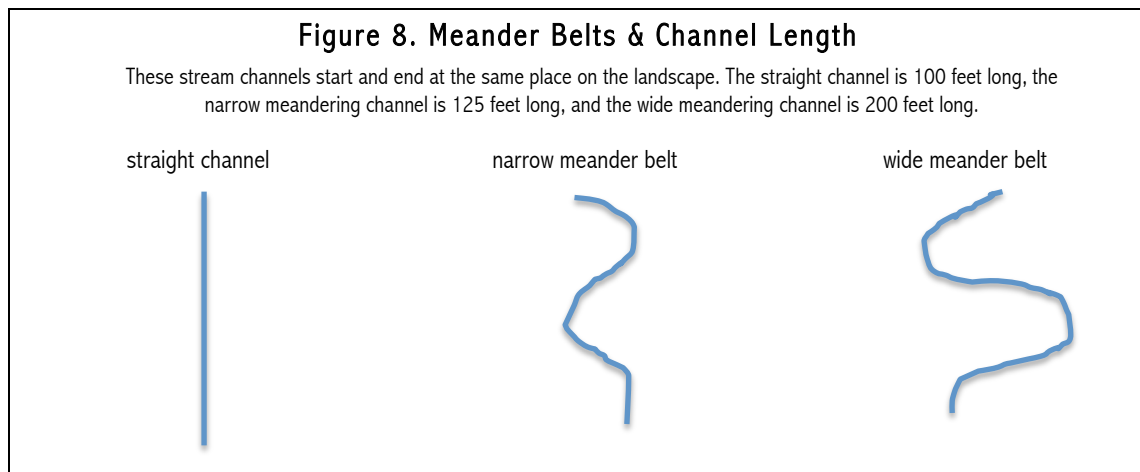 Figure 8. Meander Belts & Channel Length
These stream channels start and end at the same place on the landscape. The straight channel is 100 feet long, the
narrow meandering channel is 125 feet long, and the wide meandering channel is 200 feet long.
straight channel
narrow meander belt
wide meander belt